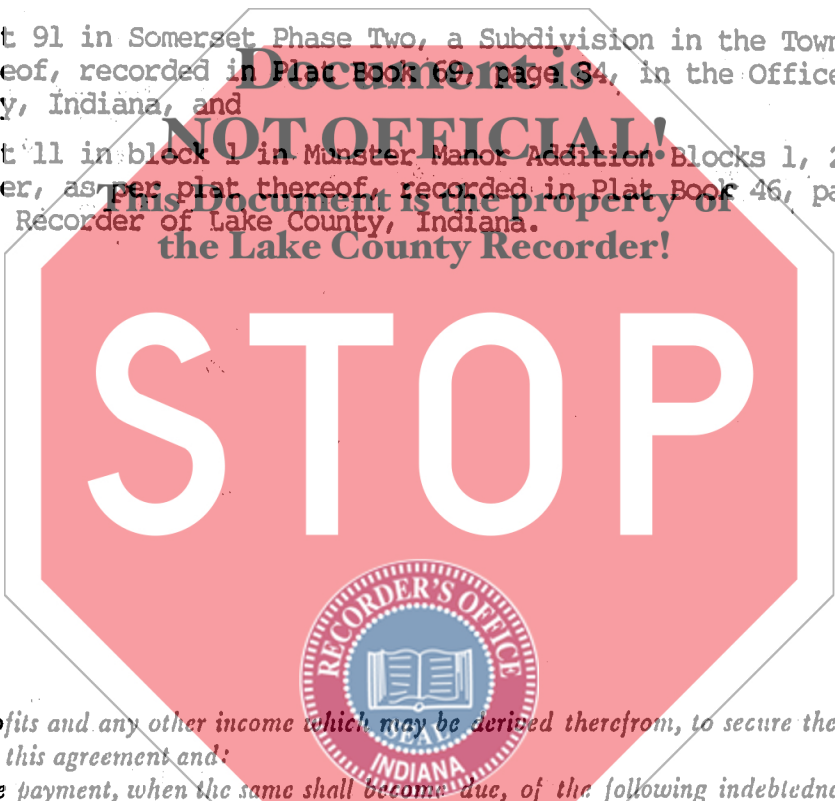 t 91 in Somerset Phase Two, a Subdivision in the Town
eof, recorded in Plat Book 69, page 84, in the Office
y, Indiana, and
t 11 in block 1 in Munster Manor Addition Blocks 1, 2
er, as per plat thereof, recorded in Plat Book 46, pa
Recorder of Lake County, Indiana.
Document is
NOT OFFICIAL!
This Document is the property of
the Lake County Recorder!
STOP
RECORDER'S OFFICE
SEAL
INDIANA
ofits and any other income which may be derived therefrom, to secure the
this agreement and:
e payment, when the same shall become due, of the following indebtedn